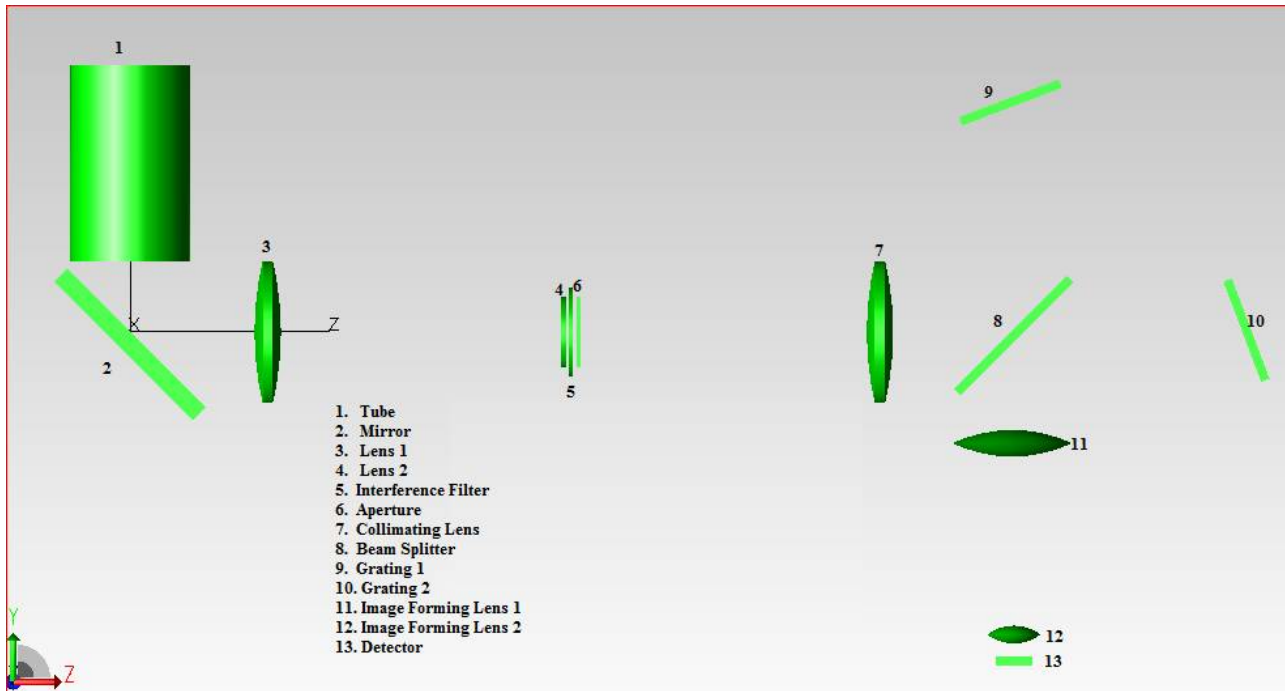 1
9
3
7
4
6
8
10
2
5
11
1. Tube
2. Mirror
3. Lens 1
4. Lens 2
5. Interference Filter
6. Aperture
7. Collimating Lens
8. Beam Splitter
9. Grating 1
10. Grating 2
11. Image Forming Lens 1
12. Image Forming Lens 2
13. Detector
X
Z
Y
Z
12
13